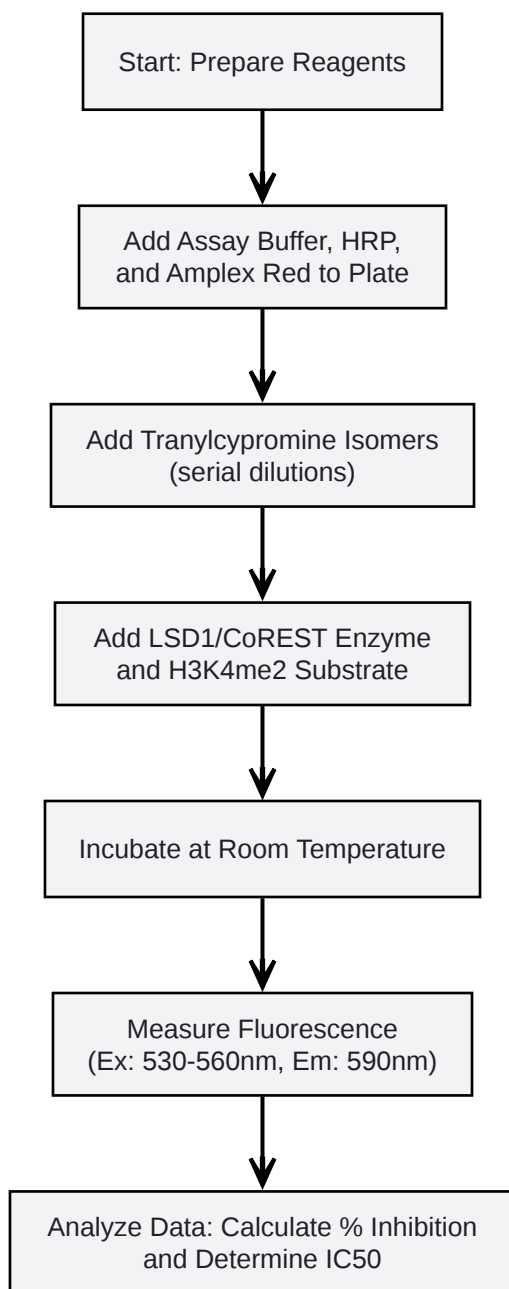 Start: Prepare Reagents
Add Assay Buffer, HRP,
and Amplex Red to Plate
Add Tranylcypromine Isomers
(serial dilutions)
Add LSD1/CoREST Enzyme
and H3K4me2 Substrate
Incubate at Room Temperature
Measure Fluorescence
(Ex: 530-560nm, Em: 590nm)
Analyze Data: Calculate % Inhibition
and Determine IC50